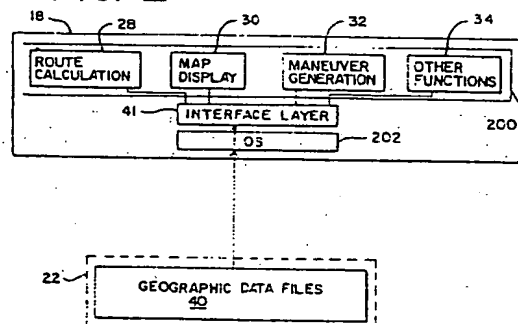 18
28
30
32
34
ROUTE
CALCULATION
MAP
DISPLAY
MANEUVER
GENERATION
OTHER
FUNCTIONS
41
INTERFACE LAYER
200
OS
202
22
GEOGRAPHIC DATA FILES
40